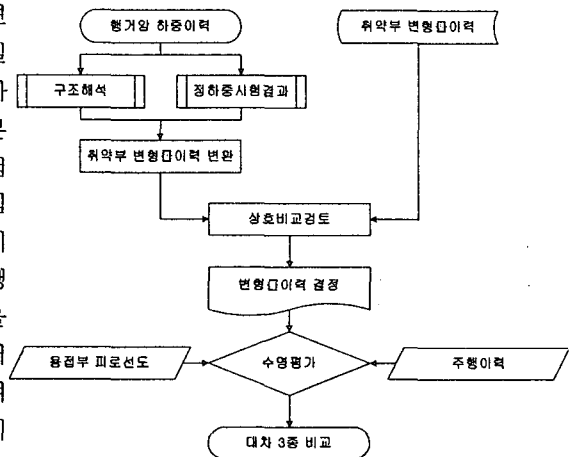 행거암 하중이력
취약부 변형률이력
구조해석
정하중시험결과
취약부 변형률이력 변환
상호비교검토
변형률이력 결정
용접부 피로선도
수명평가
주행이력
대차 3종 비교